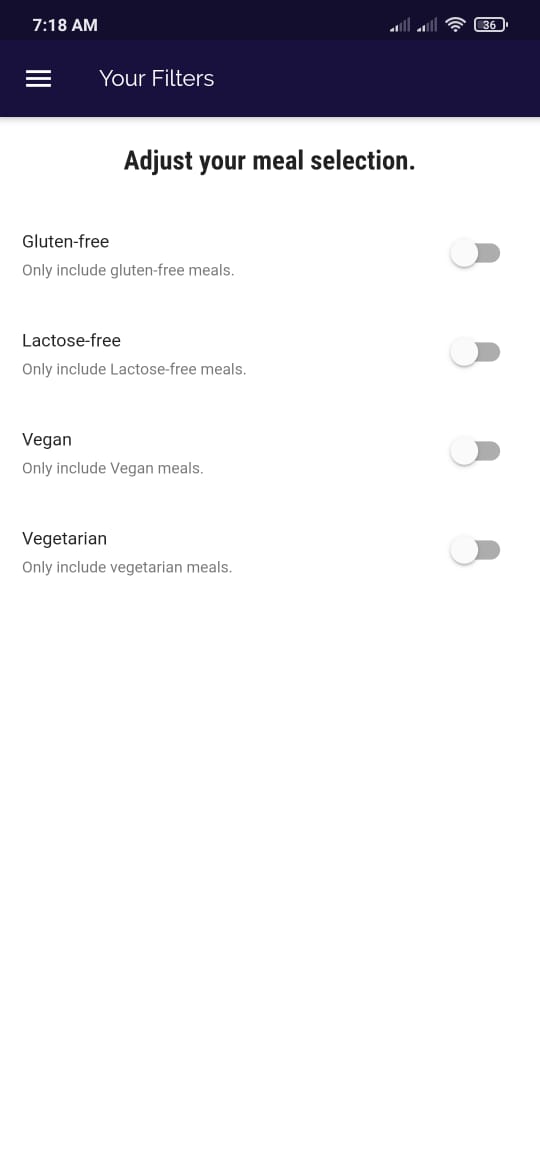 7:18 AM
36
Your Filters
Adjust your meal selection.
Gluten-free
Only include gluten-free meals.
Lactose-free
Only include Lactose-free meals.
Vegan
Only include Vegan meals.
Vegetarian
Only include vegetarian meals.